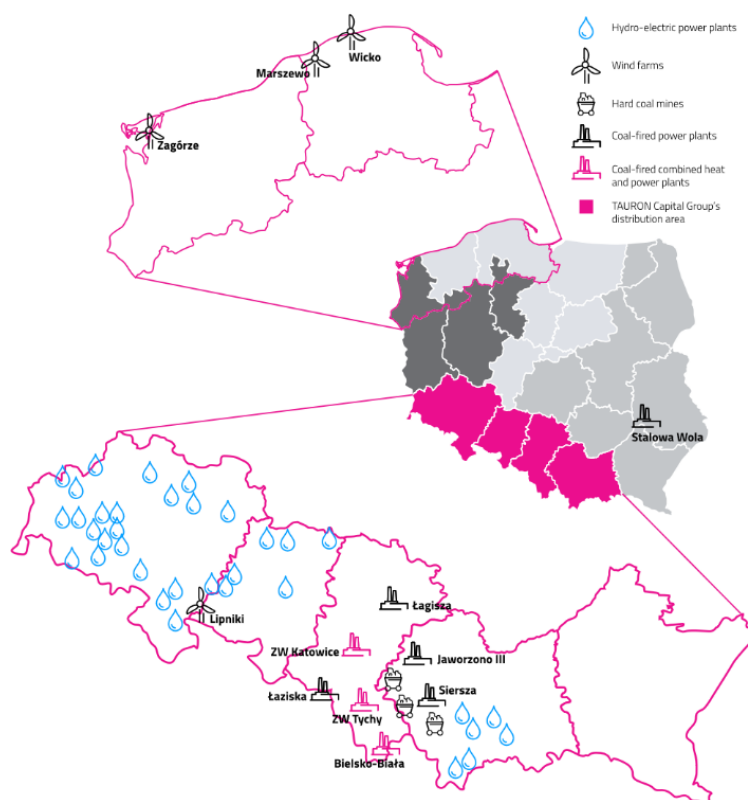 Hydro-electric power plants
Wicko
Marszewo
Wind farms
Hard coal mines
Zagórze
Coal-fired power plants
Coal-fired combined heat
and power plants
TAURON Capital Group's
distribution area
Stalowa Wola
Łagisza
Lipniki
ZW Katowice
Jaworzono III
Łaziska
Siersza
ZW Tychy
Bielsko-Biała